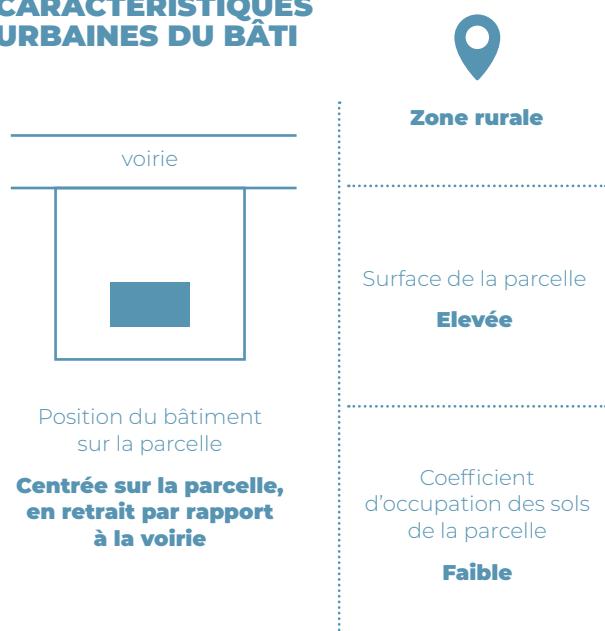 CARACTÉRISTIQUES
URBAINES DU BÂTI
voirie
Position du bâtiment
sur la parcelle
Centrée sur la parcelle,
en retrait par rapport
à la voirie
Zone rurale
Surface de la parcelle
Elevée
Coefficient
d’occupation des sols
de la parcelle
Faible